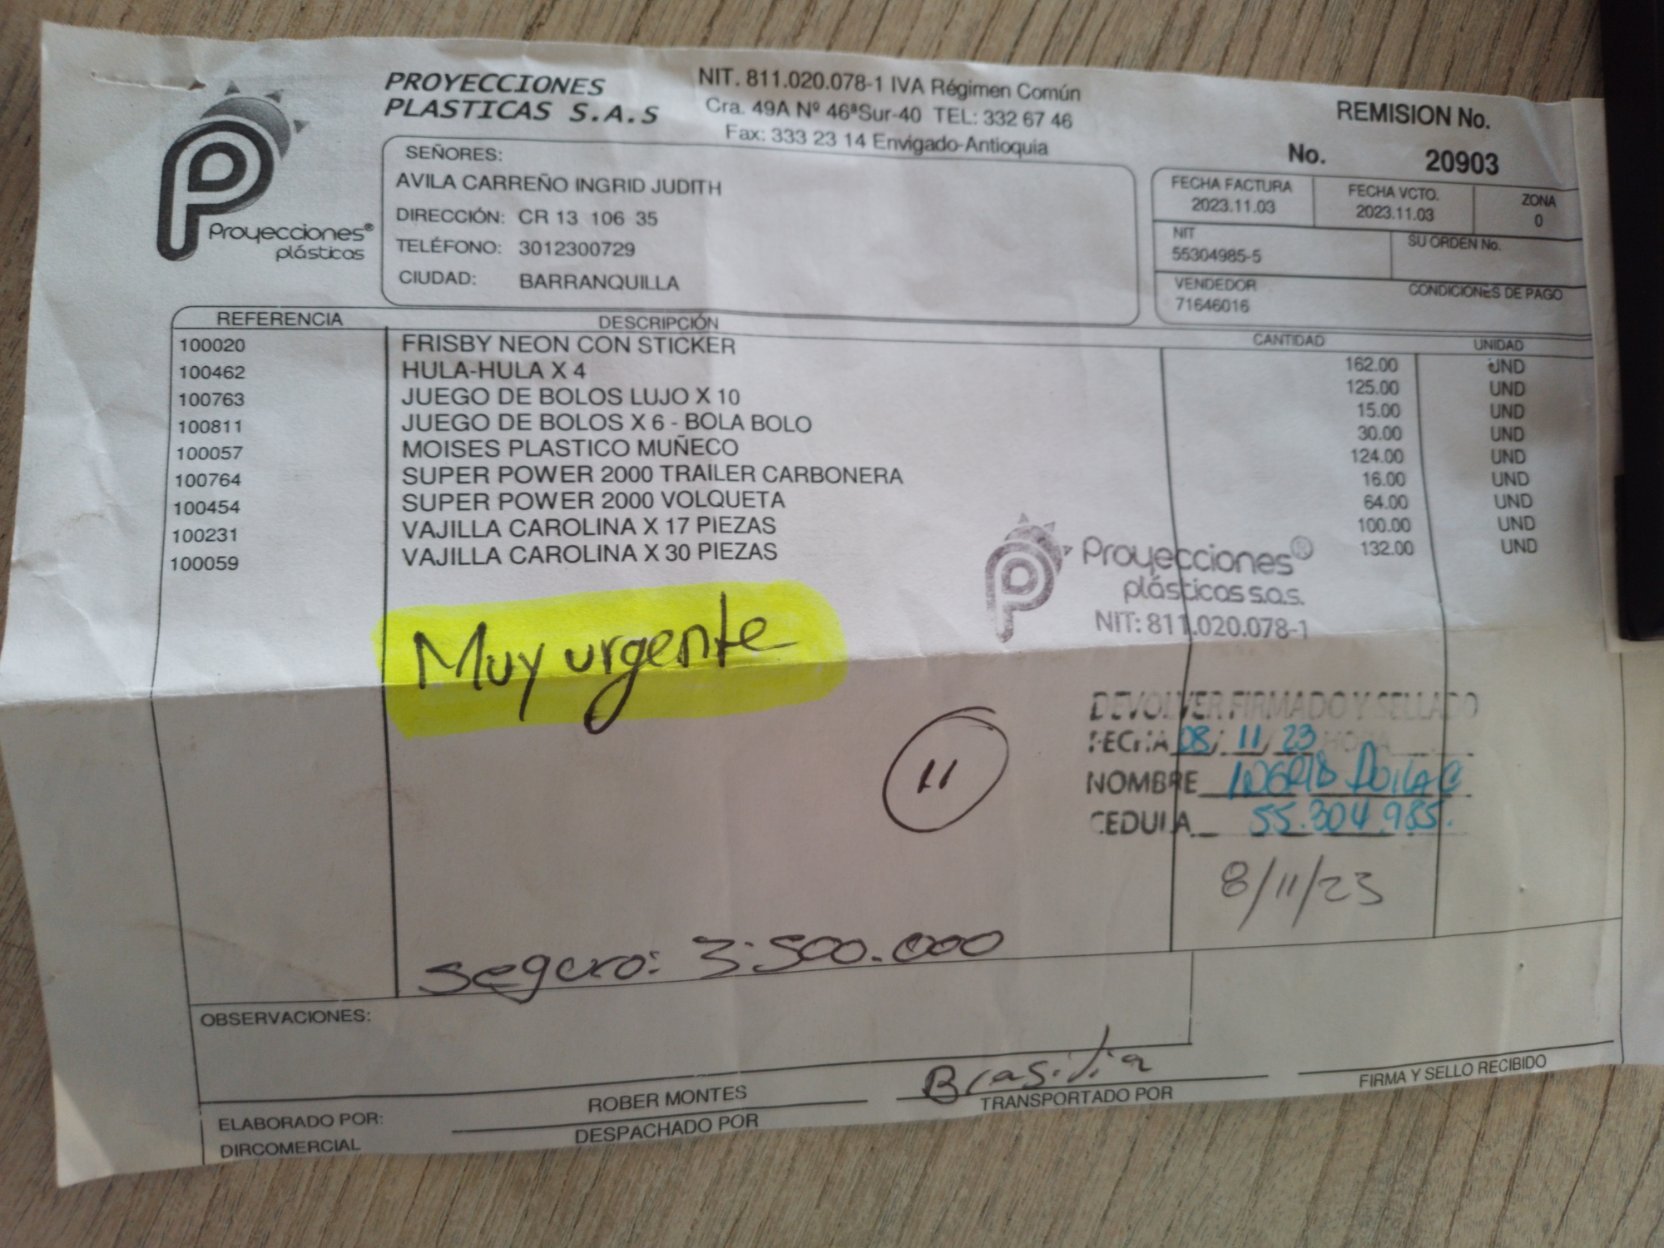 PROYECCIONES
PLASTICAS S.A.S
NIT. 811.020.078-1 IVA Régimen Común
Cra. 49A Nº 46ªSur-40 TEL: 332 67 46
Fax: 333 23 14 Envigado-Antioquia
REMISION No.
No. 20903
Proyecciones®
plásticas
SEÑORES:
AVILA CARREÑO INGRID JUDITH
DIRECCIÓN: CR 13 106 35
TELÉFONO: 3012300729
CIUDAD: BARRANQUILLA
FECHA FACTURA FECHA VCTO. ZONA
2023.11.03 2023.11.03 0
NIT SU ORDEN No.
55304985-5
VENDEDOR CONDICIONES DE PAGO
71646016
REFERENCIA DESCRIPCIÓN CANTIDAD UNIDAD
100020 FRISBY NEON CON STICKER 162.00 UND
100462 HULA-HULA X 4 125.00 UND
100763 JUEGO DE BOLOS LUJO X 10 15.00 UND
100811 JUEGO DE BOLOS X 6 - BOLA BOLO 30.00 UND
100057 MOISES PLASTICO MUÑECO 124.00 UND
100764 SUPER POWER 2000 TRAILER CARBONERA 16.00 UND
100454 SUPER POWER 2000 VOLQUETA 64.00 UND
100231 VAJILLA CAROLINA X 17 PIEZAS 100.00 UND
100059 VAJILLA CAROLINA X 30 PIEZAS 132.00 UND
Proyecciones®
plásticas s.a.s.
NIT: 811.020.078-1
Muy urgente
DEVOLVER FIRMADO Y SELLADO
FECHA 08/11/23 HORA
NOMBRE INGRID AVILA C
CEDULA 55.304.985.
11
8/11/23
seguro: 3.500.000
OBSERVACIONES:
ELABORADO POR:
DIRCOMERCIAL
ROBER MONTES
DESPACHADO POR
Brasilia
TRANSPORTADO POR
FIRMA Y SELLO RECIBIDO